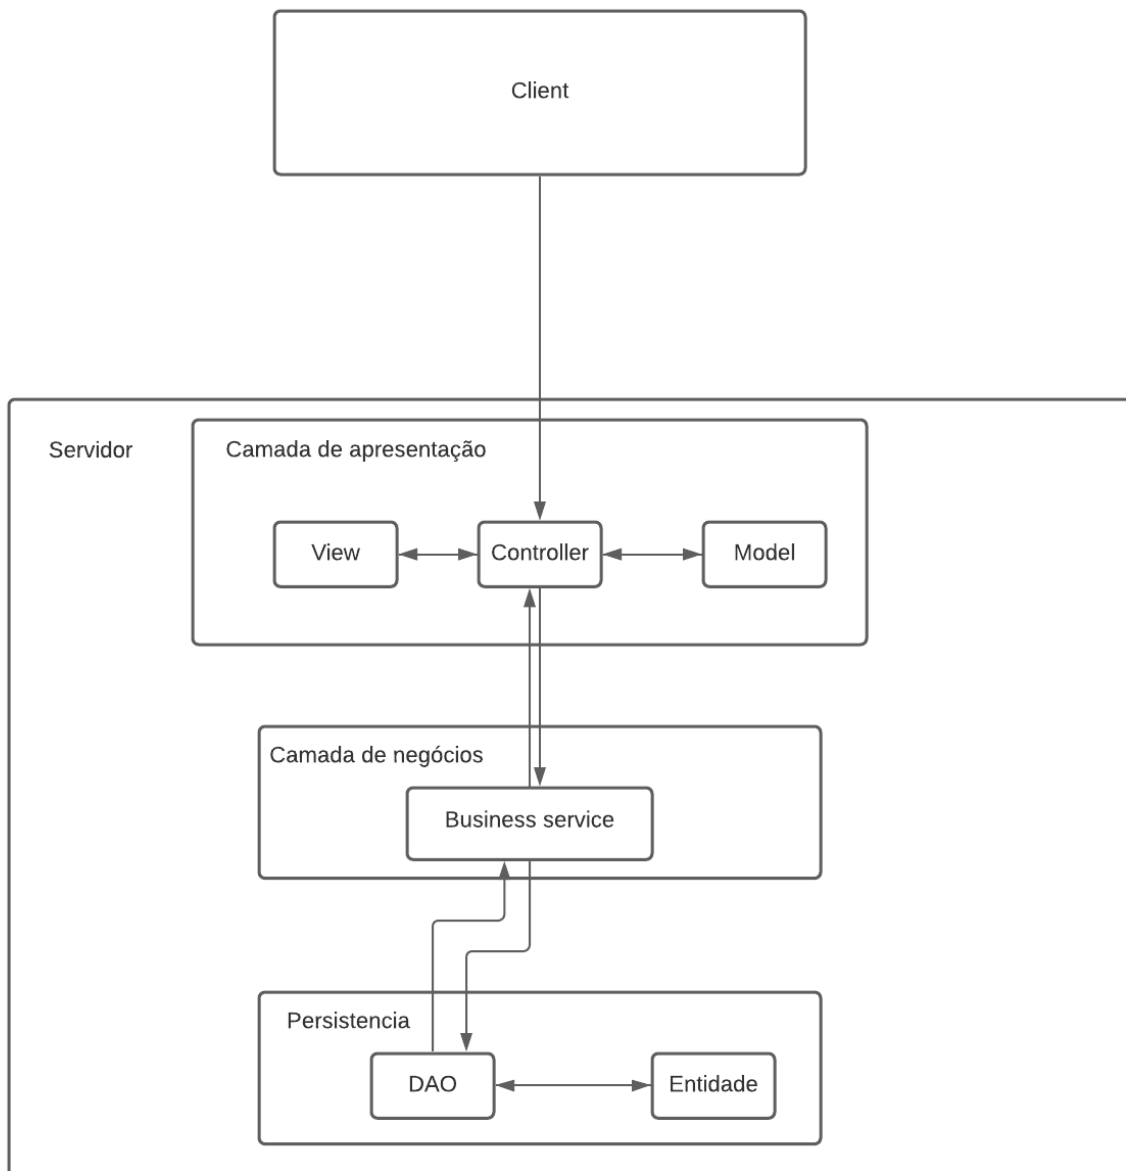 Client
Servidor
Camada de apresentação
View
Controller
Model
Camada de negócios
Business service
Persistencia
DAO
Entidade